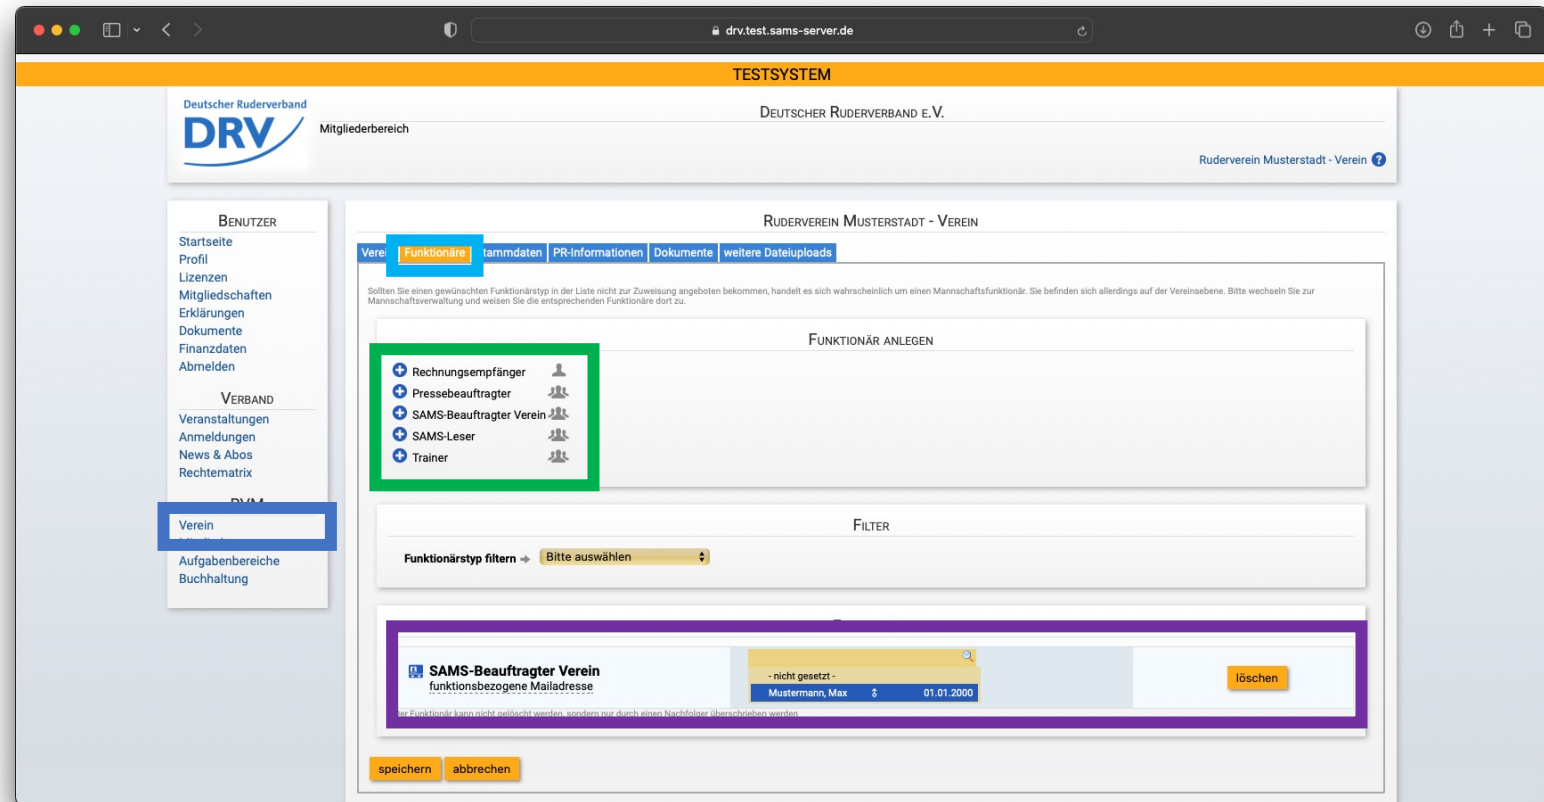 drv.test.sams-server.de
TESTSYSTEM
Deutscher Ruderverband
DRV
Mitgliederbereich
DEUTSCHER RUDERVERBAND E.V.
Ruderverein Musterstadt - Verein ?
BENUTZER
Startseite
Profil
Lizenzen
Mitgliedschaften
Erklärungen
Dokumente
Finanzdaten
Abmelden
VERBAND
Veranstaltungen
Anmeldungen
News & Abos
Rechtematrix
Verein
Aufgabenbereiche
Buchhaltung
RUDERVEREIN MUSTERSTADT - VEREIN
Verei Funktionäre tammdaten PR-Informationen Dokumente weitere Dateiuploads
Sollten Sie einen gewünschten Funktionärstyp in der Liste nicht zur Zuweisung angeboten bekommen, handelt es sich wahrscheinlich um einen Mannschaftsfunktionär. Sie befinden sich allerdings auf der Vereinsebene. Bitte wechseln Sie zur
Mannschaftsverwaltung und weisen Sie die entsprechenden Funktionäre dort zu.
FUNKTIONÄR ANLEGEN
Rechnungsempfänger
Pressebeauftragter
SAMS-Beauftragter Verein
SAMS-Leser
Trainer
FILTER
Funktionärstyp filtern Bitte auswählen
SAMS-Beauftragter Verein
funktionsbezogene Mailadresse
- nicht gesetzt -
Mustermann, Max 01.01.2000
löschen
er Funktionär kann nicht gelöscht werden, sondern nur durch einen Nachfolger überschrieben werden
speichern abbrechen